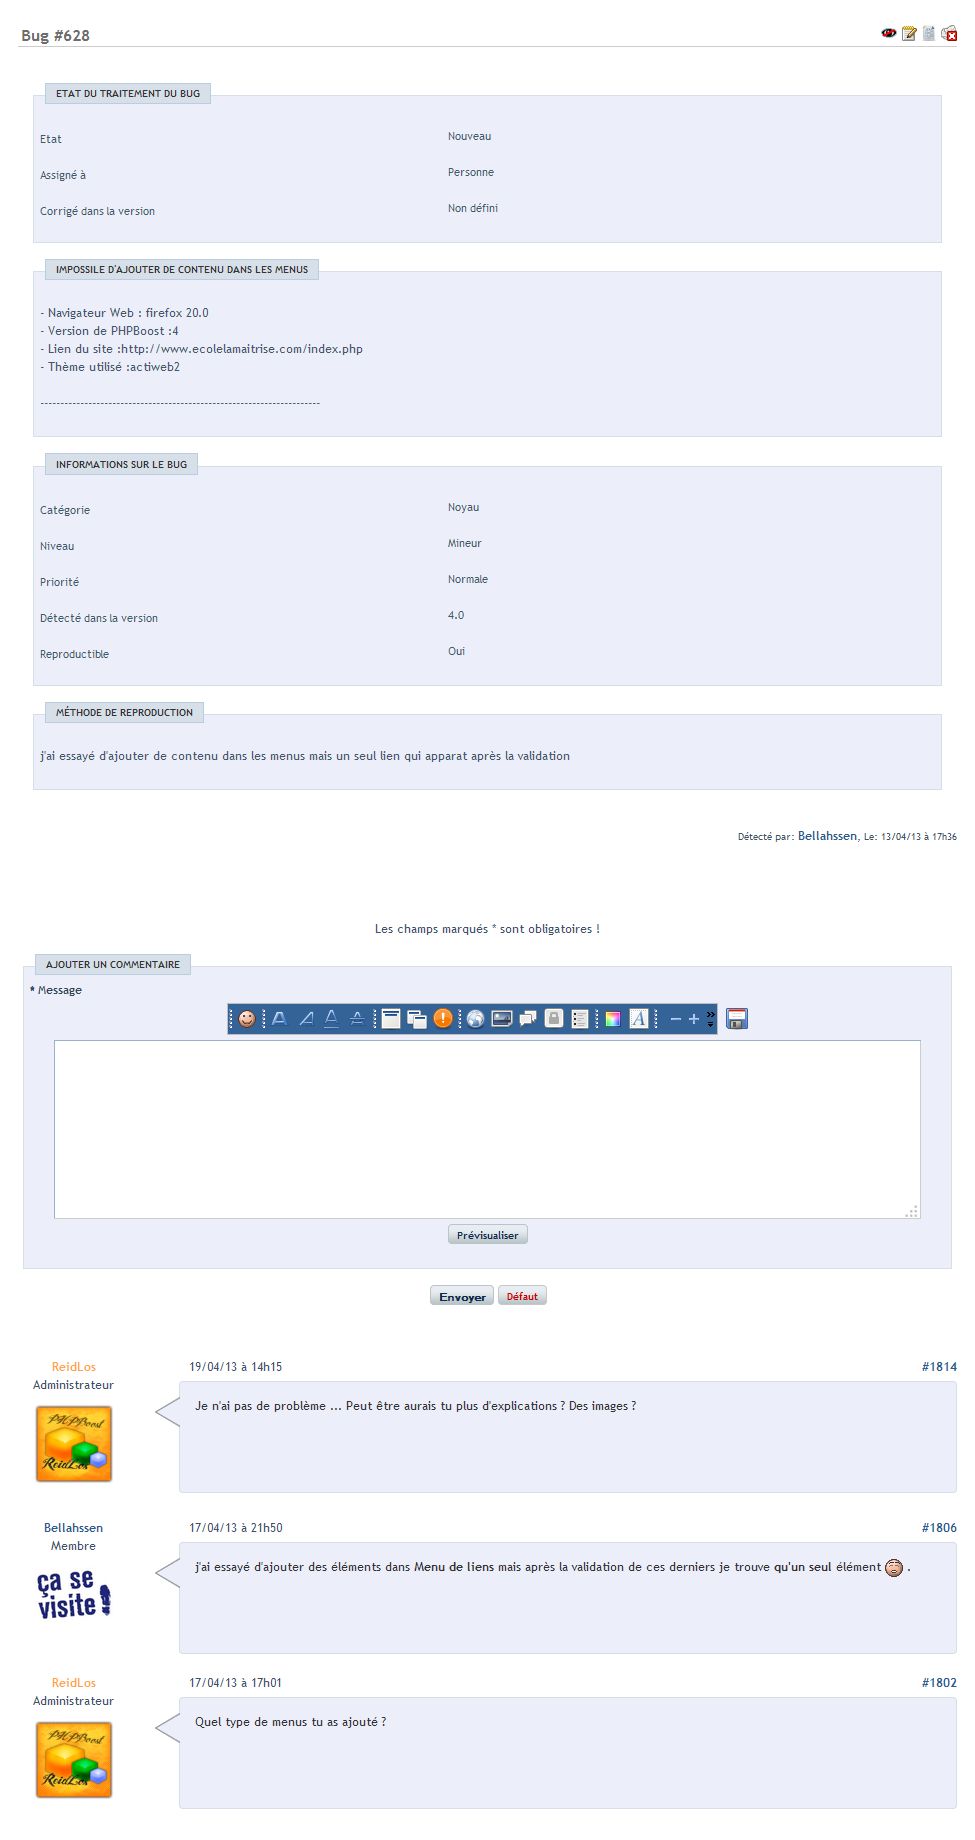 Bug #628
ETAT DU TRAITEMENT DU BUG
Etat
Nouveau
Assigné à
Personne
Corrigé dans la version
Non défini
IMPOSSILE D'AJOUTER DE CONTENU DANS LES MENUS
- Navigateur Web : firefox 20.0
- Version de PHPBoost :4
- Lien du site :http://www.ecolelamaitrise.com/index.php
- Thème utilisé :actiweb2
----------------------------------------------------------------------
INFORMATIONS SUR LE BUG
Catégorie
Noyau
Niveau
Mineur
Priorité
Normale
Détecté dans la version
4.0
Reproductible
Oui
MÉTHODE DE REPRODUCTION
j'ai essayé d'ajouter de contenu dans les menus mais un seul lien qui apparat après la validation
Détecté par: Bellahssen, Le: 13/04/13 à 17h36
Les champs marqués * sont obligatoires !
AJOUTER UN COMMENTAIRE
* Message
Prévisualiser
Envoyer Défaut
ReidLos
19/04/13 à 14h15
#1814
Administrateur
PHPBoost
ReidLos
Je n'ai pas de problème ... Peut être aurais tu plus d'explications ? Des images ?
Bellahssen
17/04/13 à 21h50
#1806
Membre
ça se
visite !
j'ai essayé d'ajouter des éléments dans Menu de liens mais après la validation de ces derniers je trouve qu'un seul élément .
ReidLos
17/04/13 à 17h01
#1802
Administrateur
PHPBoost
ReidLos
Quel type de menus tu as ajouté ?